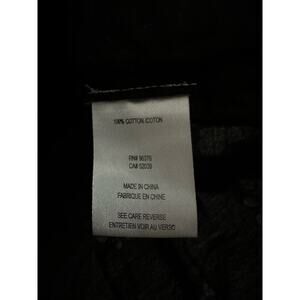 100% COTTON /COTON
RN# 96376
CA# 52039
MADE IN CHINA
FABRIQUE EN CHINE
SEE CARE REVERSE
ENTRETIEN VOIR AU VERSO